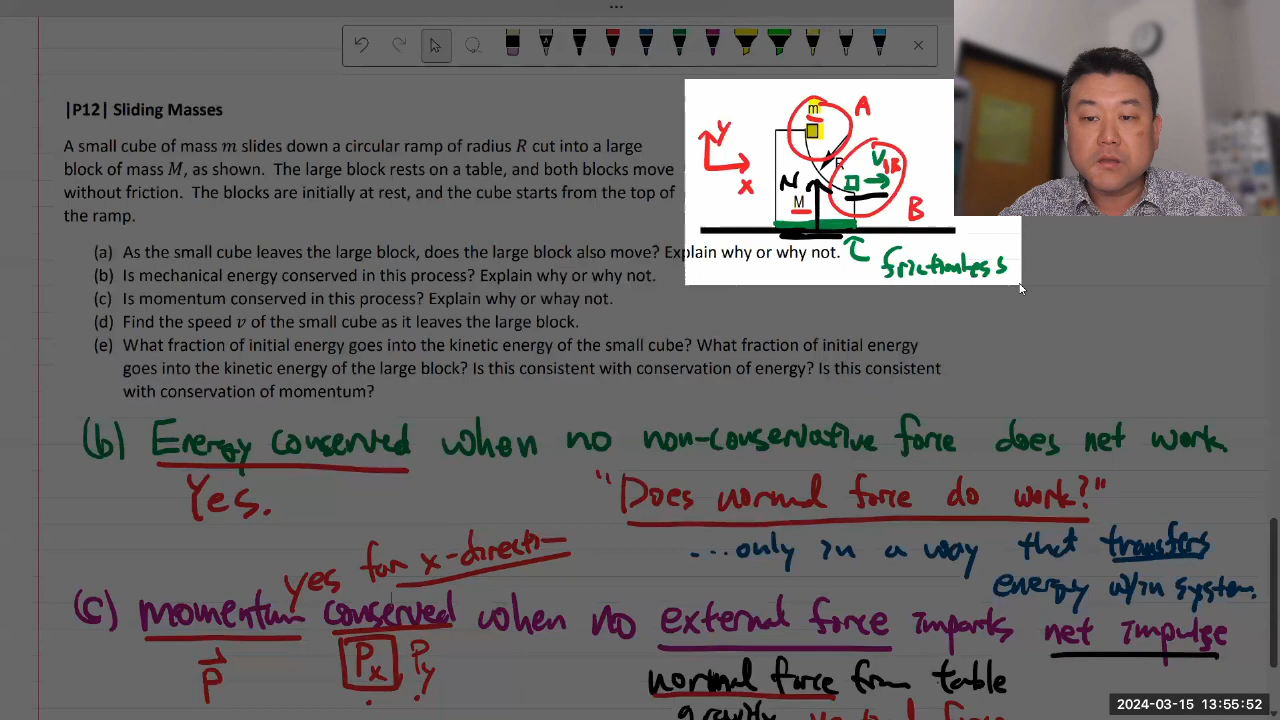 |P12| Sliding Masses
A small cube of mass m slides down a circular ramp of radius R cut into a large
block of mass M, as shown. The large block rests on a table, and both blocks move
without friction. The blocks are initially at rest, and the cube starts from the top of
the ramp.
m
A
y
x
R
V1B
N
M
B
frictionless
(a) As the small cube leaves the large block, does the large block also move? Explain why or why not.
(b) Is mechanical energy conserved in this process? Explain why or why not.
(c) Is momentum conserved in this process? Explain why or whay not.
(d) Find the speed v of the small cube as it leaves the large block.
(e) What fraction of initial energy goes into the kinetic energy of the small cube? What fraction of initial energy
goes into the kinetic energy of the large block? Is this consistent with conservation of energy? Is this consistent
with conservation of momentum?
(b) Energy conserved when no non-conservative force does net work.
Yes.
"Does normal force do work?"
...only in a way that transfers
energy w/in system.
yes for x-direction
(c) momentum conserved when no external force imparts net impulse
P Px, Py
normal force from table
gravity
2024-03-15 13:55:52